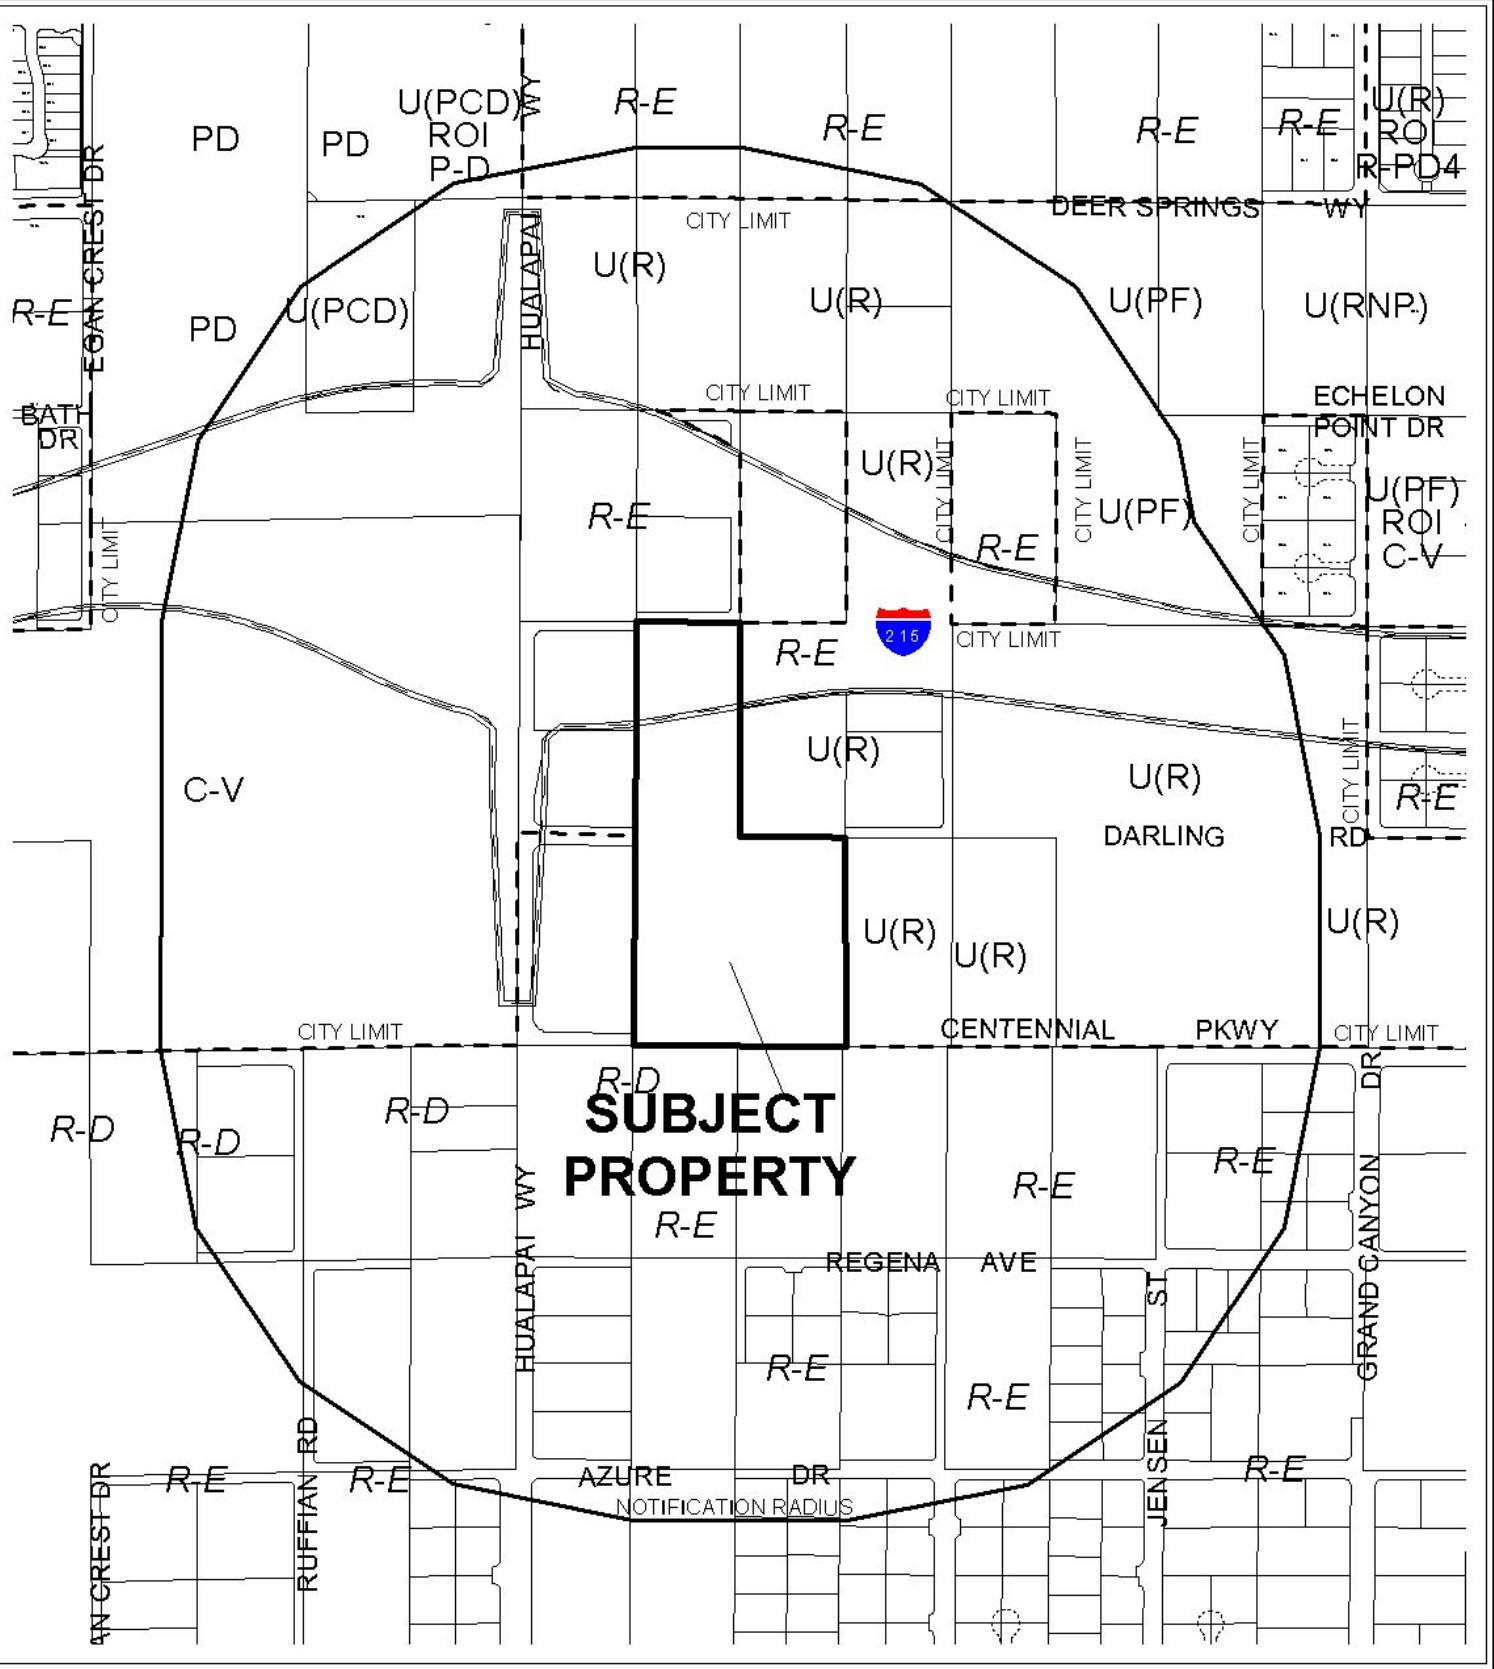 U(PCD)
ROI
P-D
PD
PD
HUALAPAI WY
R-E
R-E
R-E
R-E
U(R)
ROI
R-PD4
EGAN CREST DR
DEER SPRINGS WY
CITY LIMIT
U(R)
R-E
PD
U(PCD)
U(R)
U(PF)
U(RNP)
CITY LIMIT
CITY LIMIT
ECHELON
POINT DR
BATH
DR
R-E
U(R)
CITY LIMIT
R-E
CITY LIMIT
U(PF)
CITY LIMIT
U(PF)
ROI
C-V
CITY LIMIT
215
CITY LIMIT
R-E
C-V
U(R)
U(R)
CITY LIMIT
R-E
DARLING RD
U(R)
U(R)
U(R)
CITY LIMIT
CENTENNIAL PKWY
CITY LIMIT
R-D
R-D
R-D
R-D
SUBJECT
PROPERTY
R-E
R-E
R-E
HUALAPAI WY
GRAND CANYON DR
REGENA AVE
R-E
R-E
JENSEN ST
RUFFIAN RD
R-E
R-E
AZURE DR
R-E
NOTIFICATION RADIUS
AN CREST DR